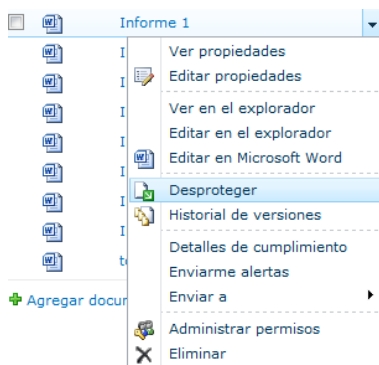 Informe 1
Ver propiedades
Editar propiedades
Ver en el explorador
Editar en el explorador
Editar en Microsoft Word
Desproteger
Historial de versiones
Detalles de cumplimiento
Enviarme alertas
Enviar a
Agregar docu
Administrar permisos
Eliminar